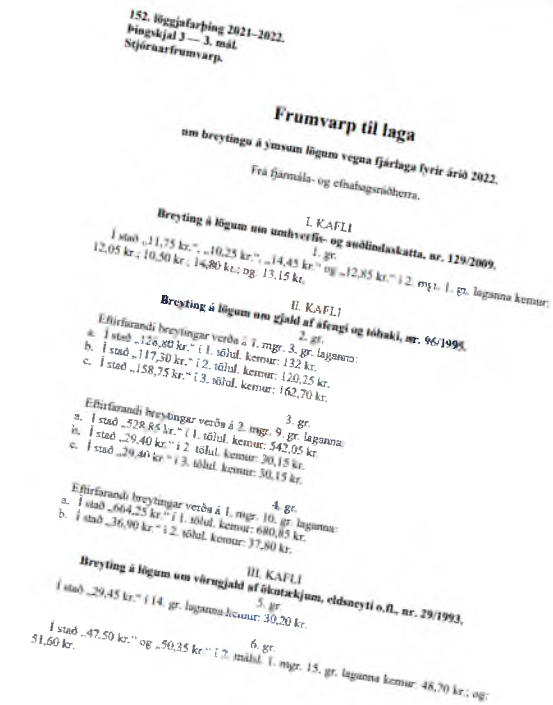 152. löggjafarþing 2021–2022.
Þingskjal 3 — 3. mál.
Stjórnarfrumvarp.
Frumvarp til laga
um breytingu á ýmsum lögum vegna fjárlaga fyrir árið 2022.
Frá fjármála- og efnahagsráðherra.
I. KAFLI
Breyting á lögum um umhverfis- og auðlindaskatta, nr. 129/2009.
1. gr.
Í stað „11,75 kr.“, „10,25 kr.“, „14,45 kr.“ og „12,85 kr.“ í 2. mgr. 1. gr. laganna kemur:
12,05 kr.; 10,50 kr.; 14,80 kr.; og: 13,15 kr.
II. KAFLI
Breyting á lögum um gjald af áfengi og tóbaki, nr. 96/1995.
2. gr.
Eftirfarandi breytingar verða á 1. mgr. 3. gr. laganna:
a. Í stað „128,80 kr.“ í 1. tölul. kemur: 132 kr.
b. Í stað „117,30 kr.“ í 2. tölul. kemur: 120,25 kr.
c. Í stað „158,75 kr.“ í 3. tölul. kemur: 162,70 kr.
3. gr.
Eftirfarandi breytingar verða á 2. mgr. 9. gr. laganna:
a. Í stað „528,85 kr.“ í 1. tölul. kemur: 542,05 kr.
b. Í stað „29,40 kr.“ í 2. tölul. kemur: 30,15 kr.
c. Í stað „29,40 kr.“ í 3. tölul. kemur: 30,15 kr.
4. gr.
Eftirfarandi breytingar verða á 1. mgr. 10. gr. laganna:
a. Í stað „664,25 kr.“ í 1. tölul. kemur: 680,85 kr.
b. Í stað „36,90 kr.“ í 2. tölul. kemur: 37,80 kr.
III. KAFLI
Breyting á lögum um vörugjald af ökutækjum, eldsneyti o.fl., nr. 29/1993.
5. gr.
Í stað „29,45 kr.“ í 14. gr. laganna kemur: 30,20 kr.
6. gr.
Í stað „47,50 kr.“ og „50,35 kr.“ í 2. málsl. 1. mgr. 15. gr. laganna kemur: 48,70 kr.; og:
51,60 kr.